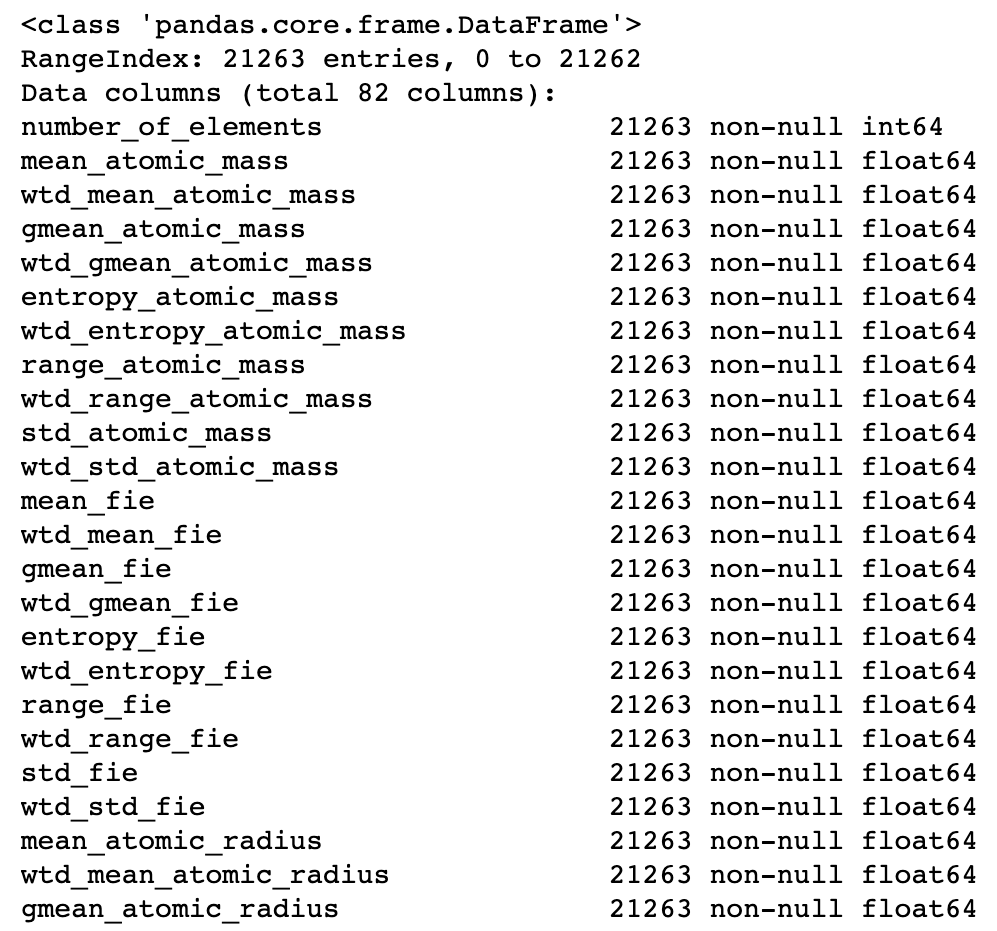 <class 'pandas.core.frame.DataFrame'>
RangeIndex: 21263 entries, 0 to 21262
Data columns (total 82 columns):
number_of_elements 21263 non-null int64
mean_atomic_mass 21263 non-null float64
wtd_mean_atomic_mass 21263 non-null float64
gmean_atomic_mass 21263 non-null float64
wtd_gmean_atomic_mass 21263 non-null float64
entropy_atomic_mass 21263 non-null float64
wtd_entropy_atomic_mass 21263 non-null float64
range_atomic_mass 21263 non-null float64
wtd_range_atomic_mass 21263 non-null float64
std_atomic_mass 21263 non-null float64
wtd_std_atomic_mass 21263 non-null float64
mean_fie 21263 non-null float64
wtd_mean_fie 21263 non-null float64
gmean_fie 21263 non-null float64
wtd_gmean_fie 21263 non-null float64
entropy_fie 21263 non-null float64
wtd_entropy_fie 21263 non-null float64
range_fie 21263 non-null float64
wtd_range_fie 21263 non-null float64
std_fie 21263 non-null float64
wtd_std_fie 21263 non-null float64
mean_atomic_radius 21263 non-null float64
wtd_mean_atomic_radius 21263 non-null float64
gmean_atomic_radius 21263 non-null float64